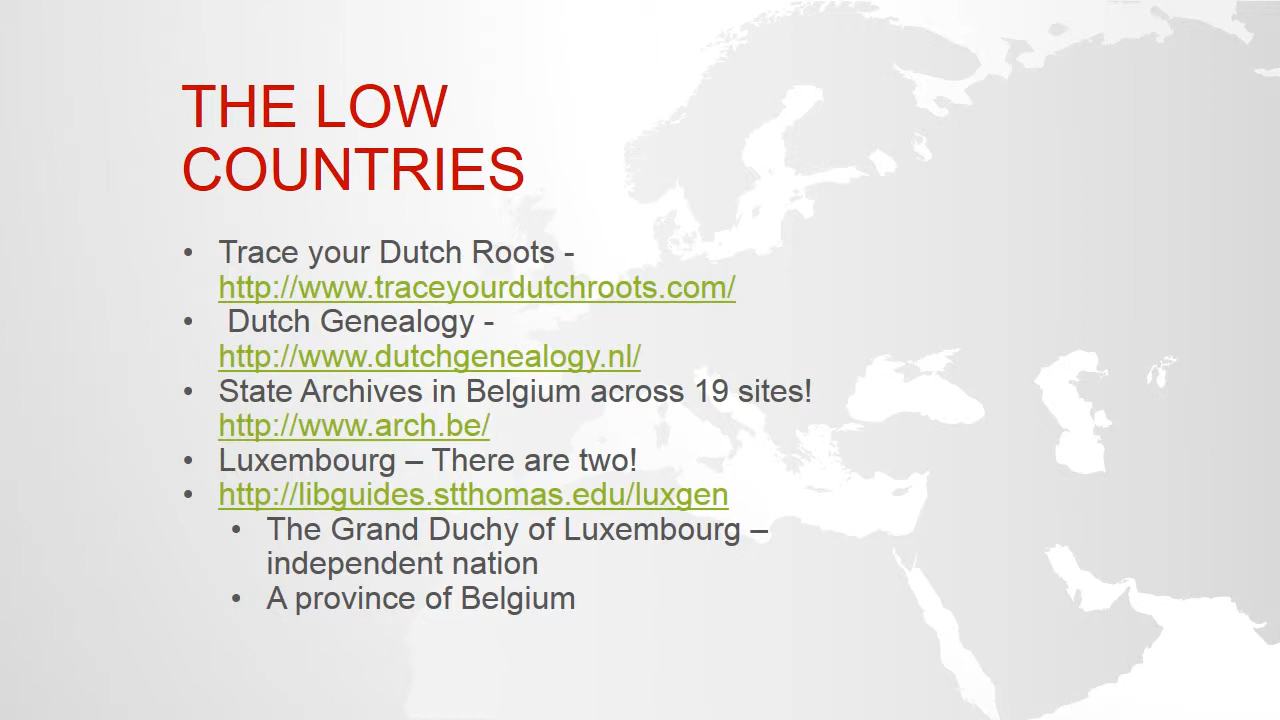 THE LOW
COUNTRIES
• Trace your Dutch Roots -
http://www.traceyourdutchroots.com/
• Dutch Genealogy -
http://www.dutchgenealogy.nl/
• State Archives in Belgium across 19 sites!
http://www.arch.be/
• Luxembourg – There are two!
• http://libguides.stthomas.edu/luxgen
• The Grand Duchy of Luxembourg –
independent nation
• A province of Belgium